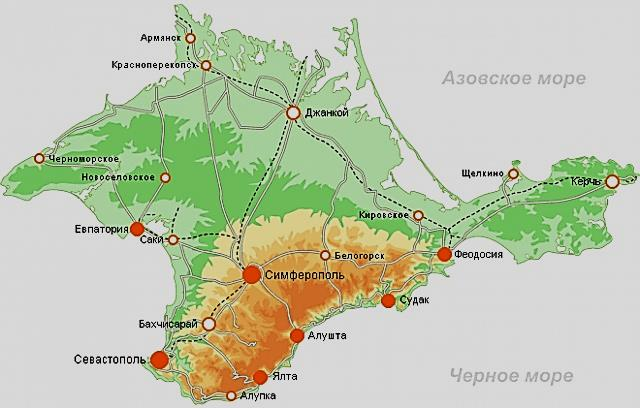 Армянск
Красноперекопск
Азовское море
Джанкой
Черноморское
Новоселовское
Щелкино
Керчь
Кировское
Евпатория
Саки
Белогорск
Феодосия
Симферополь
Судак
Бахчисарай
Алушта
Севастополь
Ялта
Черное море
Алупка